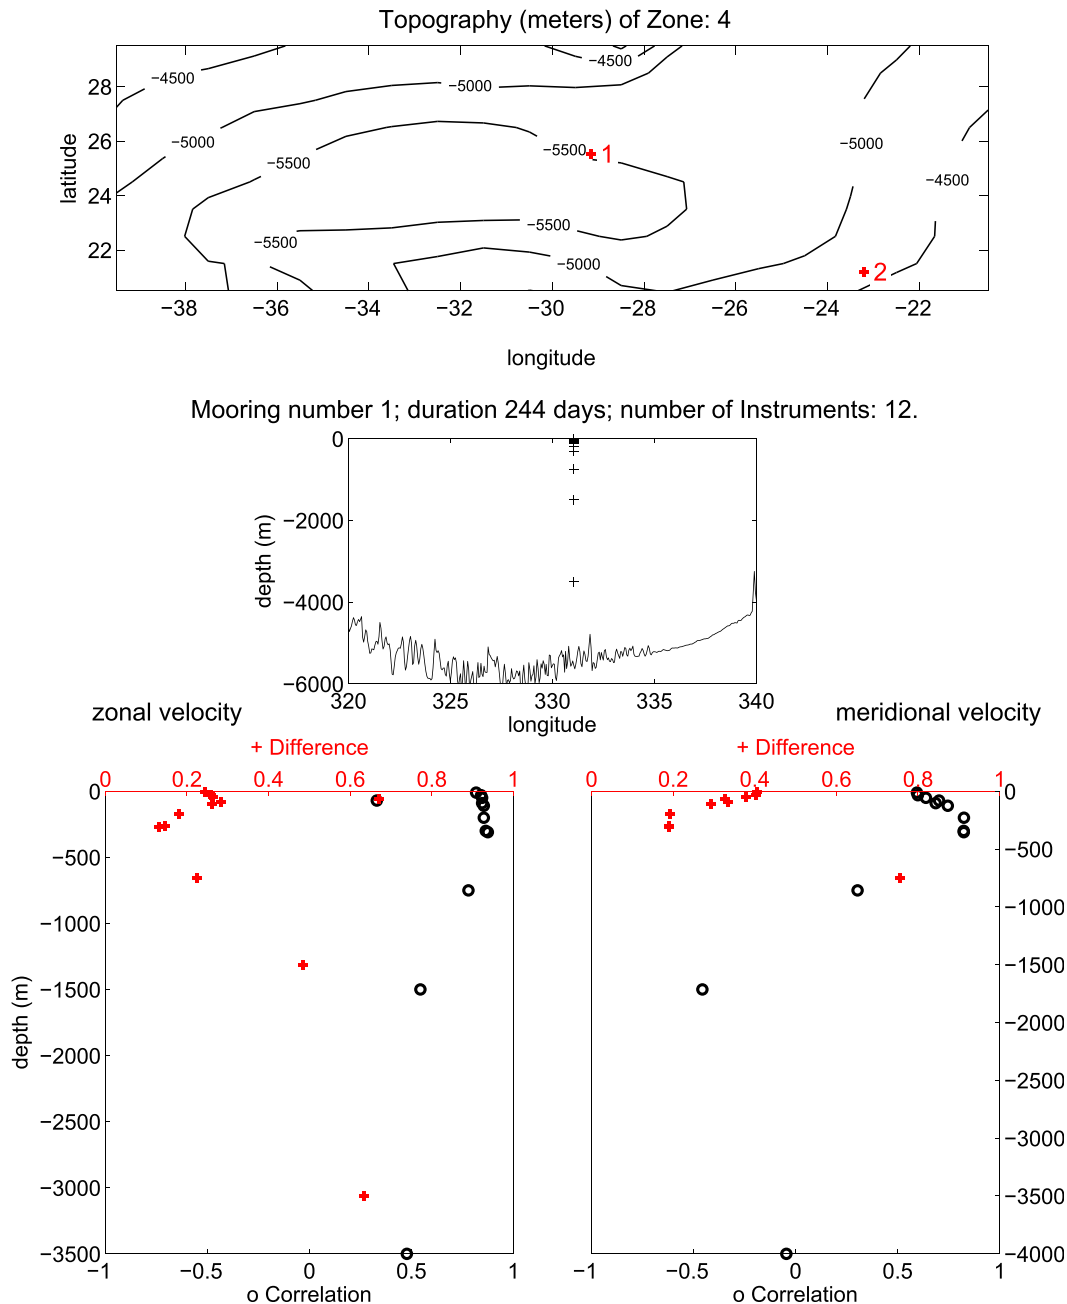 Topography (meters) of Zone: 4
−4500
−4500
−5000
−5000
−5000
−5500
−5500
−4500
−5500
−5500
−5000
1
2
28
26
24
22
latitude
−38 −36 −34 −32 −30 −28 −26 −24 −22
longitude
Mooring number 1; duration 244 days; number of Instruments: 12.
0
−2000
−4000
−6000
depth (m)
320 325 330 335 340
longitude
zonal velocity
meridional velocity
+ Difference
+ Difference
0 0.2 0.4 0.6 0.8 1
0 0.2 0.4 0.6 0.8 1
0
−500
−1000
−1500
−2000
−2500
−3000
−3500
depth (m)
−1 −0.5 0 0.5 1
o Correlation
0
−500
−1000
−1500
−2000
−2500
−3000
−3500
−4000
−1 −0.5 0 0.5 1
o Correlation